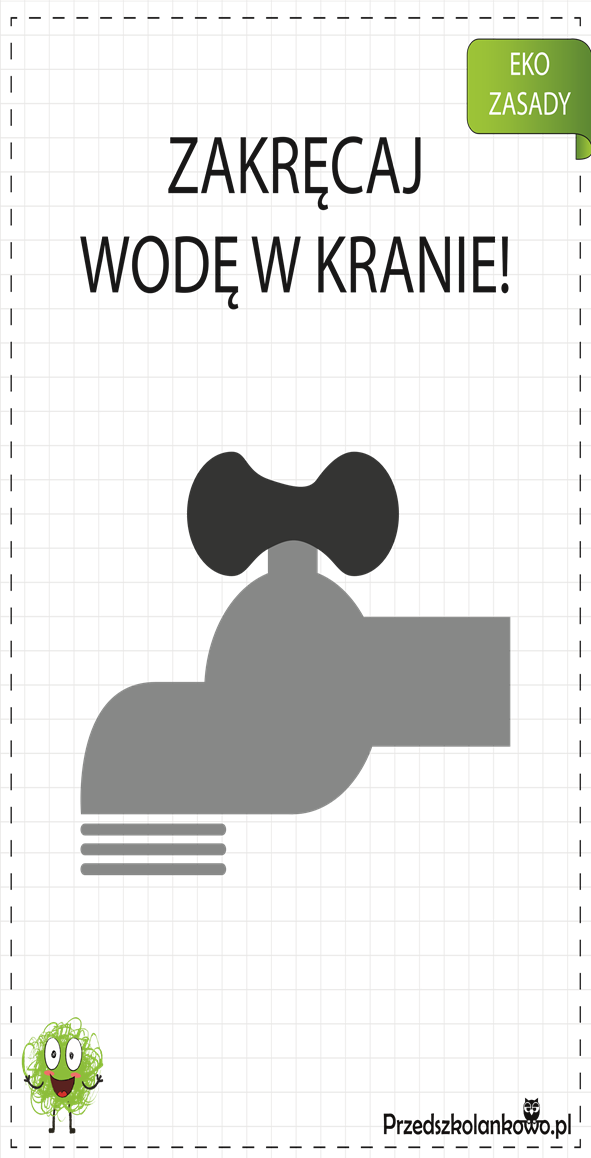 EKO
ZASADY
ZAKRĘCAJ
WODĘ W KRANIE!
Przedszkolankowo.pl